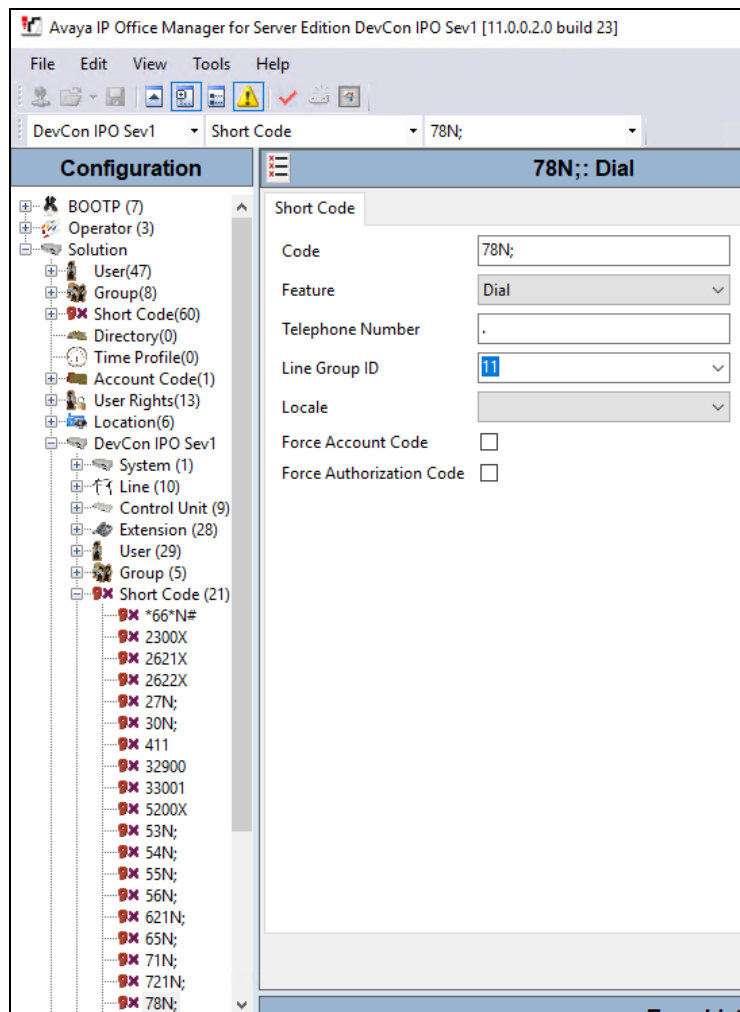 Avaya IP Office Manager for Server Edition DevCon IPO Sev1 [11.0.0.2.0 build 23]
File Edit View Tools Help
DevCon IPO Sev1 Short Code 78N;
Configuration
78N;: Dial
BOOTP (7)
Operator (3)
Solution
User(47)
Group(8)
Short Code(60)
Directory(0)
Time Profile(0)
Account Code(1)
User Rights(13)
Location(6)
DevCon IPO Sev1
System (1)
Line (10)
Control Unit (9)
Extension (28)
User (29)
Group (5)
Short Code (21)
*66*N#
2300X
2621X
2622X
27N;
30N;
411
32900
33001
5200X
53N;
54N;
55N;
56N;
621N;
65N;
71N;
721N;
78N;
Short Code
Code 78N;
Feature Dial
Telephone Number .
Line Group ID 11
Locale
Force Account Code
Force Authorization Code